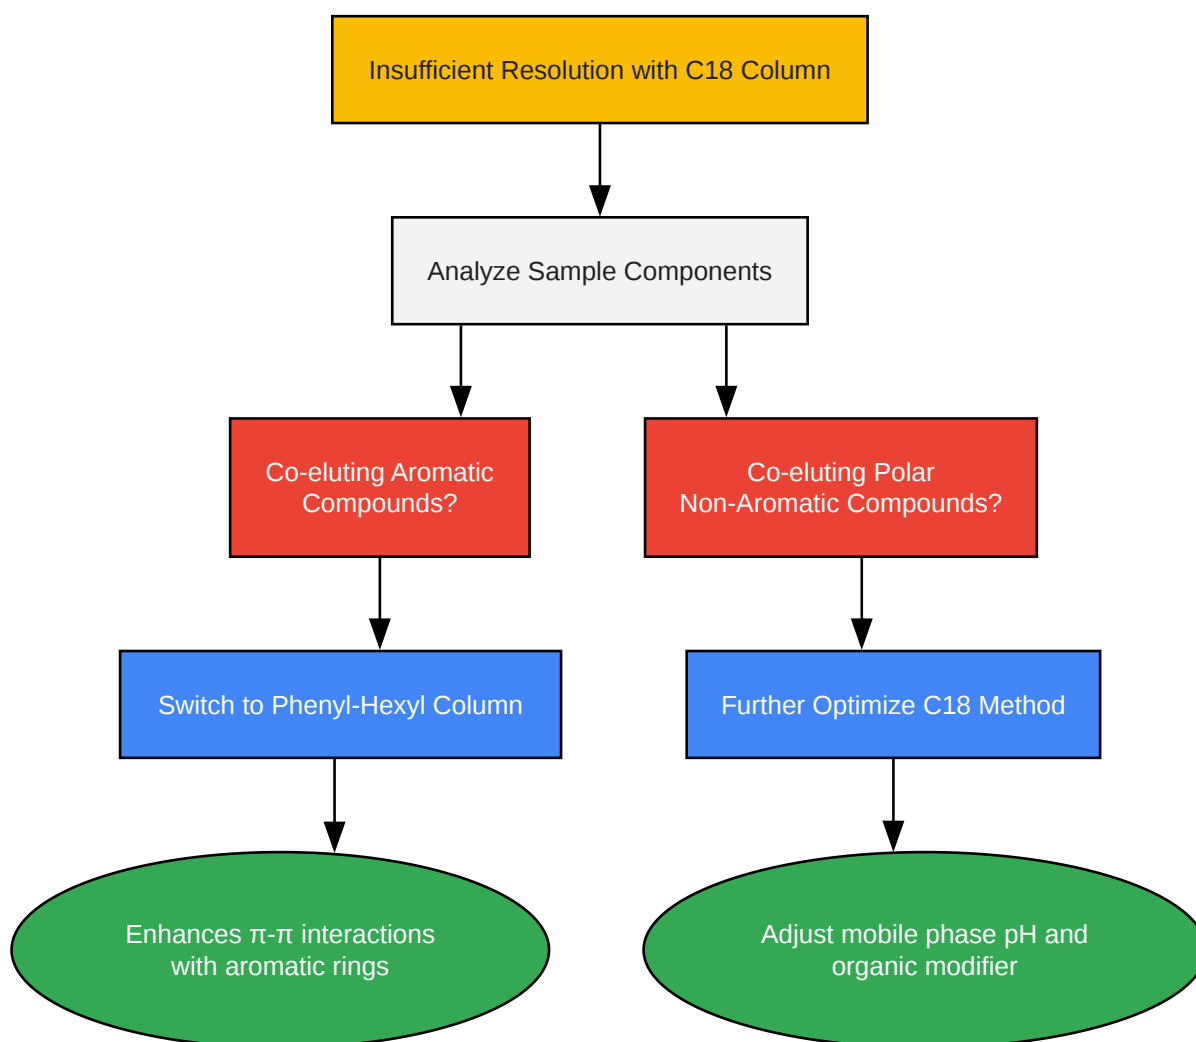 Insufficient Resolution with C18 Column
Analyze Sample Components
Co-eluting Aromatic
Compounds?
Co-eluting Polar
Non-Aromatic Compounds?
Switch to Phenyl-Hexyl Column
Further Optimize C18 Method
Enhances π-π interactions
with aromatic rings
Adjust mobile phase pH and
organic modifier